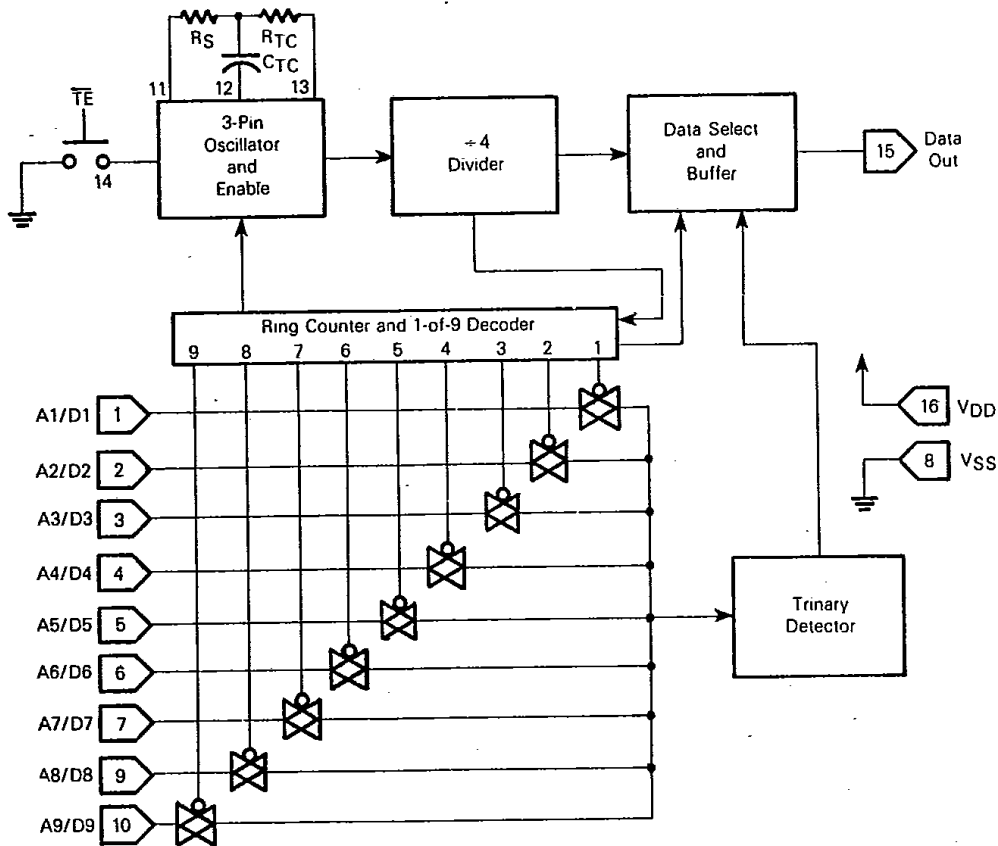 RS RTC
CTC
11 12 13
TE
14
3-Pin
Oscillator
and
Enable
÷4
Divider
Data Select
and
Buffer
15
Data
Out
Ring Counter and 1-of-9 Decoder
9 8 7 6 5 4 3 2 1
A1/D1 1
A2/D2 2
A3/D3 3
A4/D4 4
A5/D5 5
A6/D6 6
A7/D7 7
A8/D8 9
A9/D9 10
16 VDD
8 VSS
Trinary
Detector